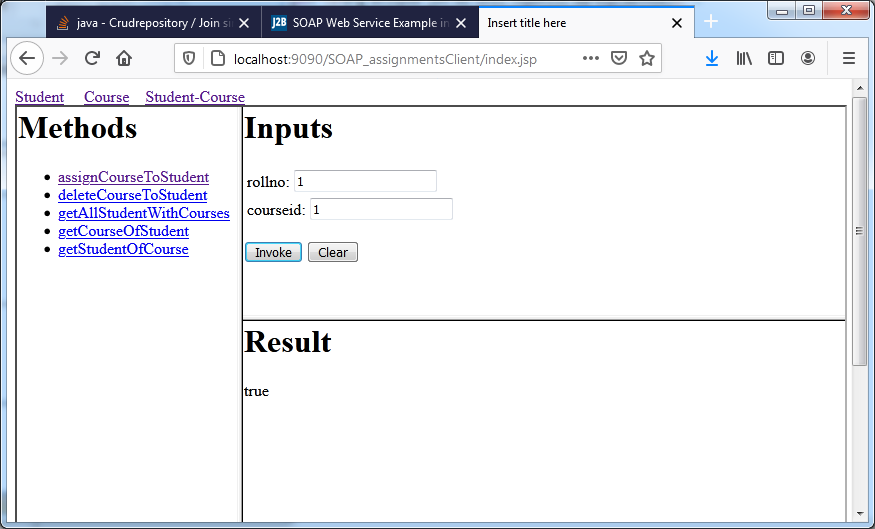 java - Crudrepository / Join si
SOAP Web Service Example in
Insert title here
localhost:9090/SOAP_assignmentsClient/index.jsp
Student Course Student-Course
Methods
assignCourseToStudent
deleteCourseToStudent
getAllStudentWithCourses
getCourseOfStudent
getStudentOfCourse
Inputs
rollno: 1
courseid: 1
Invoke Clear
Result
true